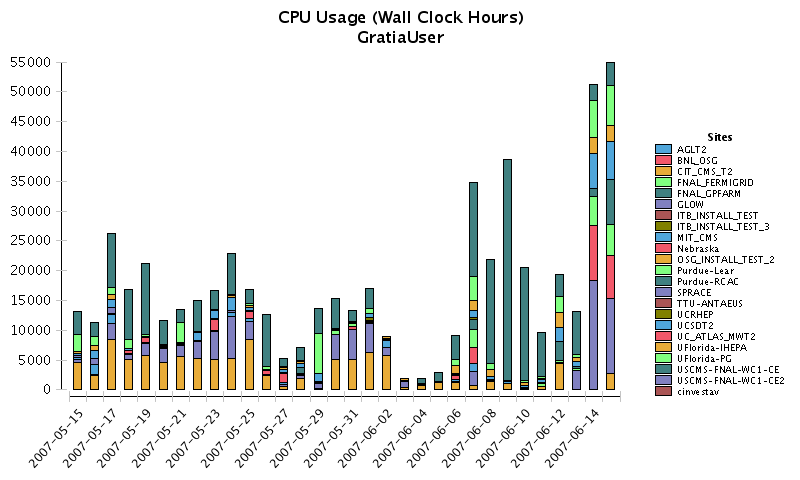 CPU Usage (Wall Clock Hours)
GratiaUser
55000
50000
45000
40000
35000
30000
25000
20000
15000
10000
5000
0
2007-05-15
2007-05-17
2007-05-19
2007-05-21
2007-05-23
2007-05-25
2007-05-27
2007-05-29
2007-05-31
2007-06-02
2007-06-04
2007-06-06
2007-06-08
2007-06-10
2007-06-12
2007-06-14
Sites
AGLT2
BNL_OSG
CIT_CMS_T2
FNAL_FERMIGRID
FNAL_GPFARM
GLOW
ITB_INSTALL_TEST
ITB_INSTALL_TEST_3
MIT_CMS
Nebraska
OSG_INSTALL_TEST_2
Purdue-Lear
Purdue-RCAC
SPRACE
TTU-ANTAEUS
UCRHEP
UCSDT2
UC_ATLAS_MWT2
UFlorida-IHEPA
UFlorida-PG
USCMS-FNAL-WC1-CE
USCMS-FNAL-WC1-CE2
cinvestav